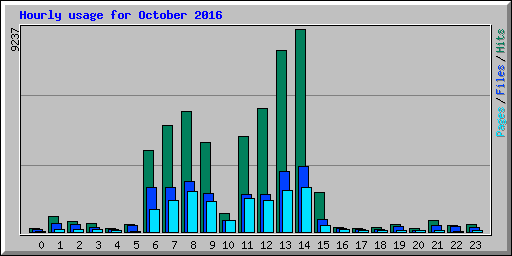 Hourly usage for October 2016
9237
Pages/Files/Hits
0 1 2 3 4 5 6 7 8 9 10 11 12 13 14 15 16 17 18 19 20 21 22 23